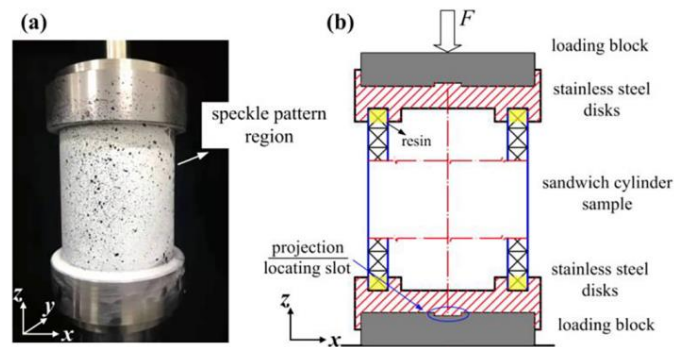 (a)
speckle pattern
region
z
y
x
(b)
F
loading block
stainless steel
disks
resin
sandwich cylinder
sample
projection
locating slot
stainless steel
disks
z
x
loading block